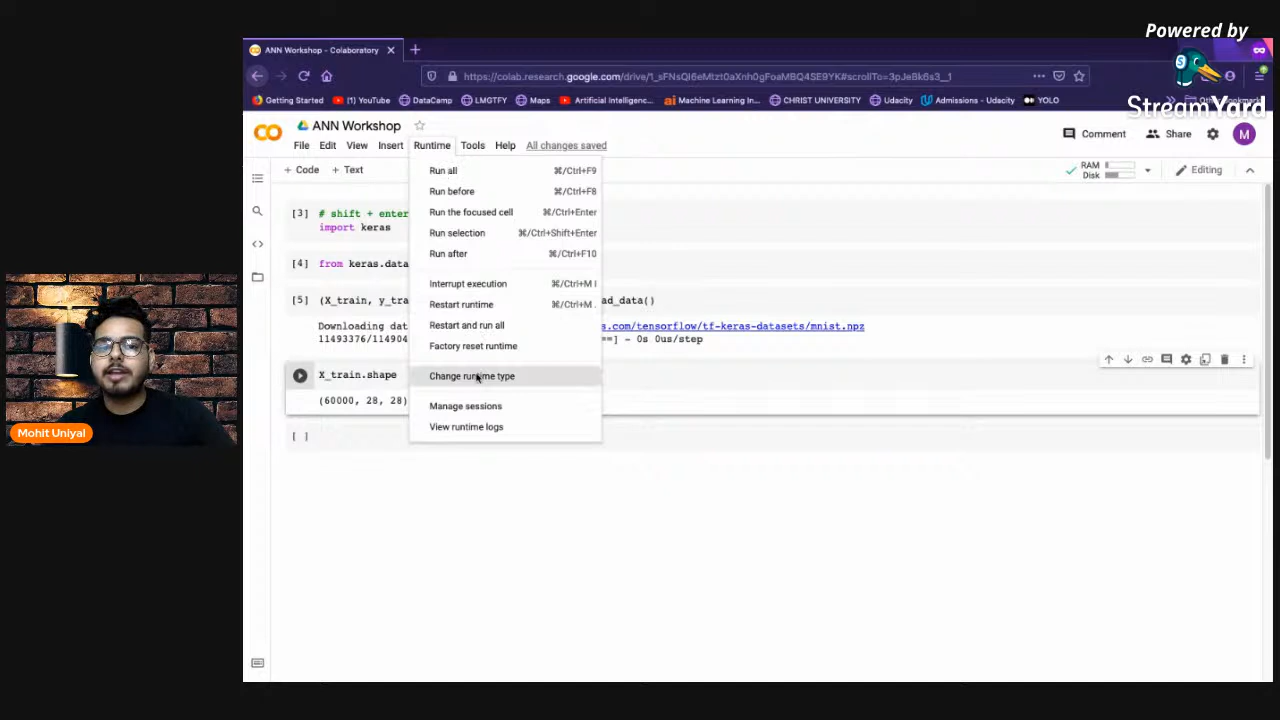 Powered by
StreamYard
ANN Workshop - Colaboratory
https://colab.research.google.com/drive/1_sFNsQI6eMtzt0aXnh0gFoaMBQ4SE9YK#scrollTo=3pJeBk6s3__1
Getting Started
YouTube
DataCamp
LMGTFY
Maps
Artificial Intelligenc...
Machine Learning In...
CHRIST UNIVERSITY
Udacity
Admissions - Udacity
YOLO
ANN Workshop
Comment
Share
M
File Edit View Insert Runtime Tools Help All changes saved
+ Code + Text
RAM
Disk
Editing
Run all ⌘/Ctrl+F9
Run before ⌘/Ctrl+F8
Run the focused cell ⌘/Ctrl+Enter
Run selection ⌘/Ctrl+Shift+Enter
Run after ⌘/Ctrl+F10
Interrupt execution ⌘/Ctrl+M I
Restart runtime ⌘/Ctrl+M .
Restart and run all
Factory reset runtime
Change runtime type
Manage sessions
View runtime logs
[3] # shift + enter
import keras
[4] from keras.data
[5] (X_train, y_tra ad_data()
Downloading dat s.com/tensorflow/tf-keras-datasets/mnist.npz
11493376/114904 ==] - 0s 0us/step
X_train.shape
(60000, 28, 28)
[ ]
Mohit Uniyal